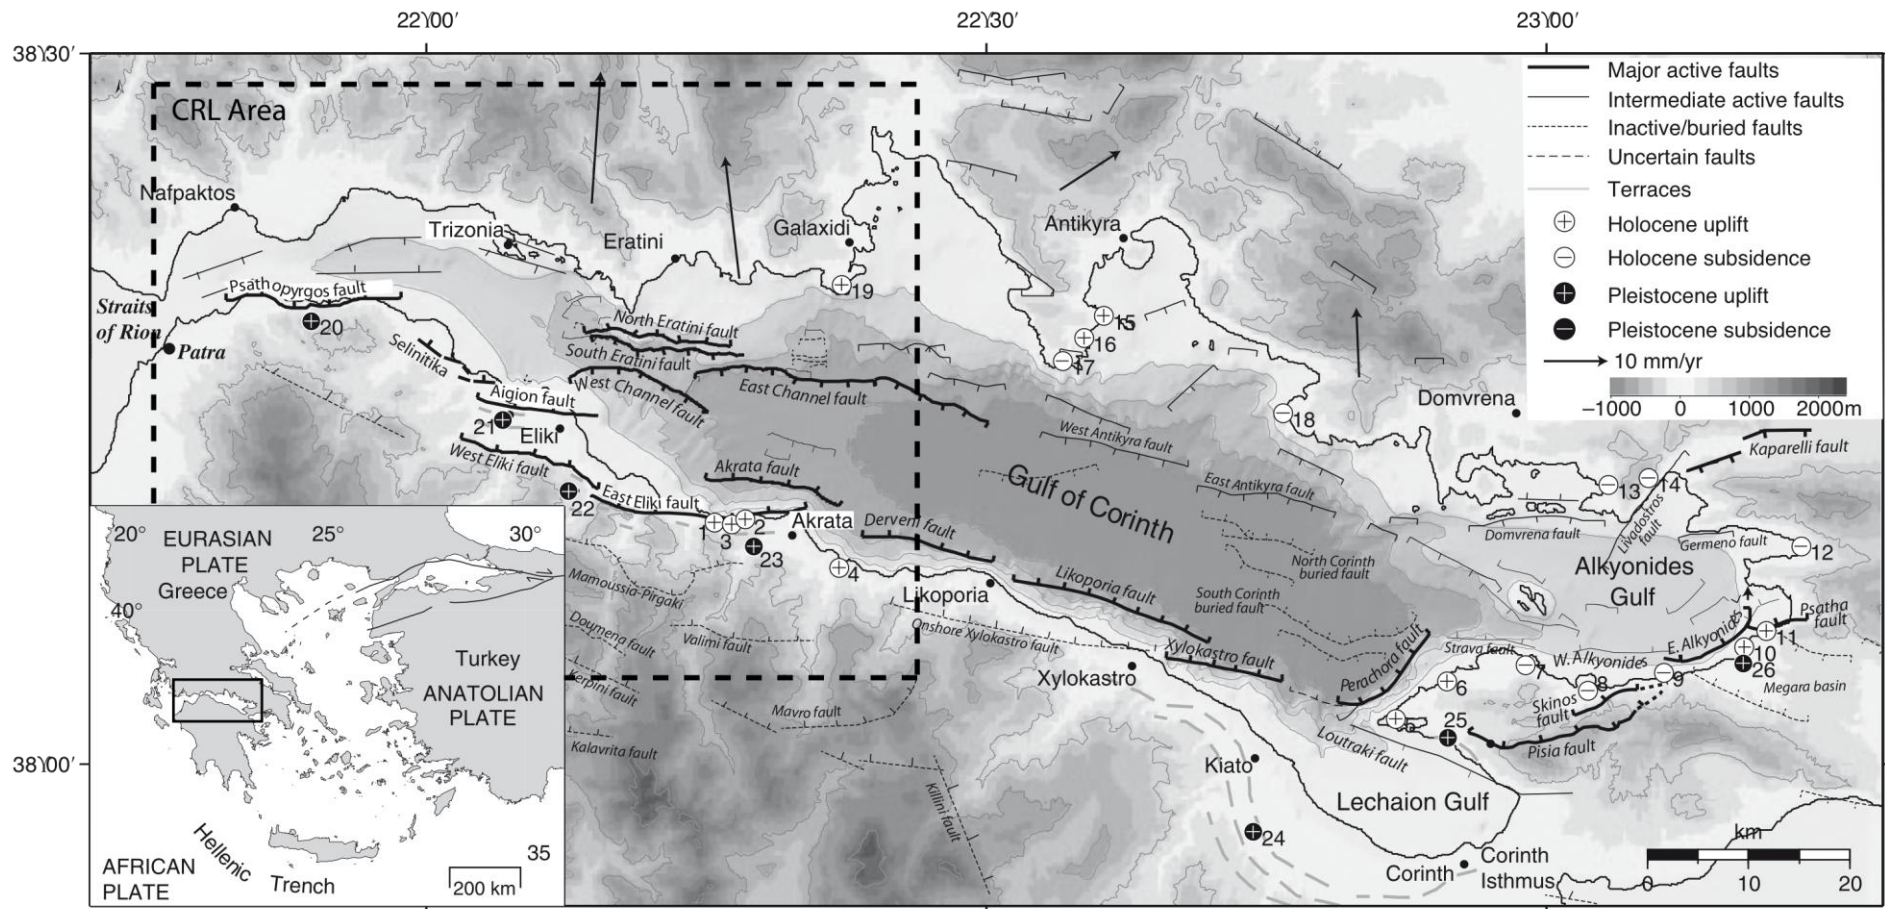 22°00′
22°30′
23°00′
38°30′
CRL Area
Major active faults
Intermediate active faults
Inactive/buried faults
Uncertain faults
Terraces
Holocene uplift
Holocene subsidence
Pleistocene uplift
Pleistocene subsidence
10 mm/yr
−1000 0 1000 2000m
Nafpaktos
Trizonia
Eratini
Galaxidi
Antikyra
Domvrena
19
Psathopyrgos fault
Straits
of Rion
20
Patra
Selinitika
North Eratini fault
South Eratini fault
West Channel fault
East Channel fault
15
16
17
18
Aigion fault
21
Eliki
West Eliki fault
22
East Eliki fault
Akrata fault
Akrata
1
3
2
23
4
Derveni fault
West Antikyra fault
East Antikyra fault
Gulf of Corinth
Kaparelli fault
13
14
Livadostros
fault
Domvrena fault
Germeno fault
12
Alkyonides
Gulf
North Corinth
buried fault
South Corinth
buried fault
Likoporia fault
Likoporia
Mamoussia-Pirgaki
Doumena fault
Valimi fault
Onshore Xylokastro fault
Xylokastro fault
Xylokastro
Perachora fault
Strava fault
W. Alkyonides
E. Alkyonides
Psatha
fault
11
10
26
Megara basin
9
8
7
6
5
25
Skinos
fault
Pisia fault
Loutraki fault
Kerpini fault
Mavro fault
Kalavrita fault
Killini fault
38°00′
Kiato
24
Lechaion Gulf
Corinth
Corinth
Isthmus
km
0 10 20
20°
25°
30°
EURASIAN
PLATE
Greece
40°
Turkey
ANATOLIAN
PLATE
Hellenic
Trench
35
AFRICAN
PLATE
200 km